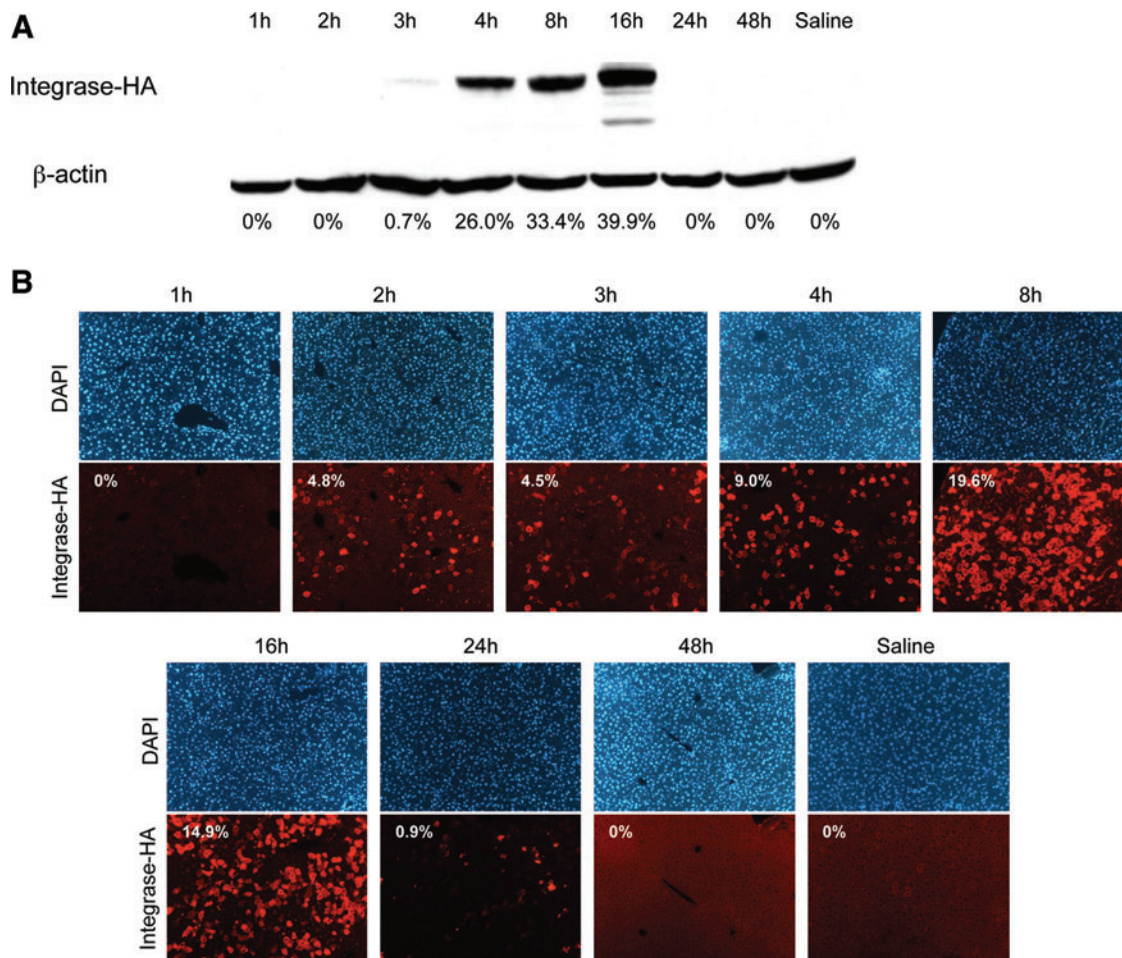 A
1h 2h 3h 4h 8h 16h 24h 48h Saline
Integrase-HA
β-actin
0% 0% 0.7% 26.0% 33.4% 39.9% 0% 0% 0%
B
1h 2h 3h 4h 8h
DAPI
Integrase-HA
0% 4.8% 4.5% 9.0% 19.6%
16h 24h 48h Saline
DAPI
Integrase-HA
14.9% 0.9% 0% 0%